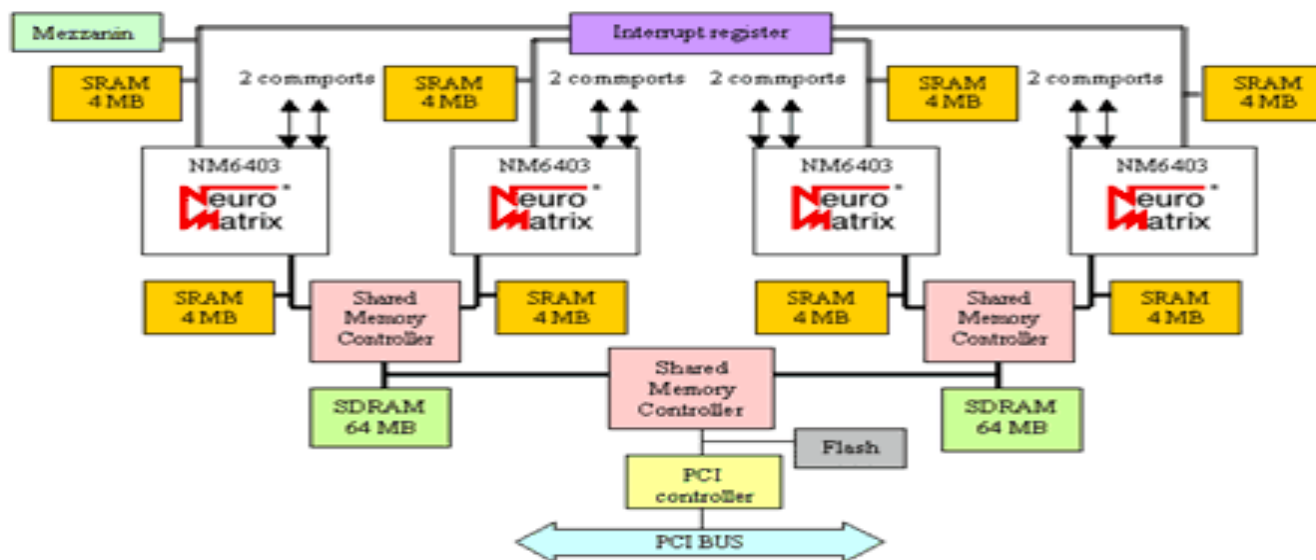 Mezzanin
Interrupt register
SRAM
4 MB
2 commports
SRAM
4 MB
2 commports
2 commports
SRAM
4 MB
2 commports
SRAM
4 MB
NM6403
Neuro
Matrix
NM6403
Neuro
Matrix
NM6403
Neuro
Matrix
NM6403
Neuro
Matrix
SRAM
4 MB
Shared
Memory
Controller
SRAM
4 MB
SRAM
4 MB
Shared
Memory
Controller
SRAM
4 MB
Shared
Memory
Controller
SDRAM
64 MB
SDRAM
64 MB
Flash
PCI
controller
PCI BUS